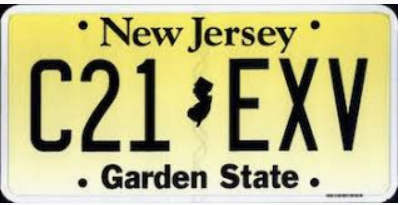 New Jersey
C21 EXV
Garden State